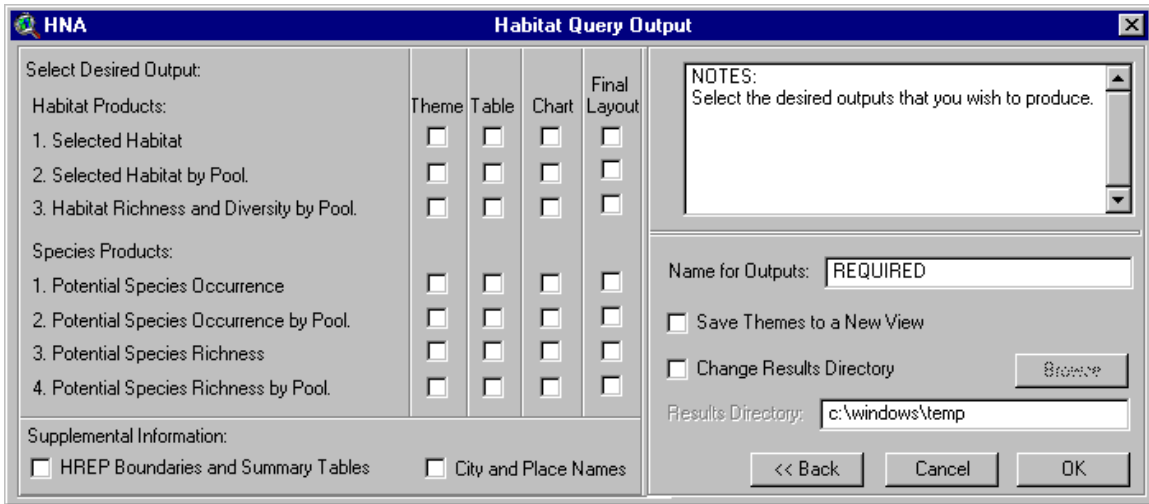 HNA
Habitat Query Output
Select Desired Output:
Habitat Products:
Theme Table Chart Final Layout
1. Selected Habitat
2. Selected Habitat by Pool.
3. Habitat Richness and Diversity by Pool.
Species Products:
1. Potential Species Occurrence
2. Potential Species Occurrence by Pool.
3. Potential Species Richness
4. Potential Species Richness by Pool.
Supplemental Information:
HREP Boundaries and Summary Tables
City and Place Names
NOTES:
Select the desired outputs that you wish to produce.
Name for Outputs: REQUIRED
Save Themes to a New View
Change Results Directory
Browse
Results Directory: c:\windows\temp
<< Back
Cancel
OK